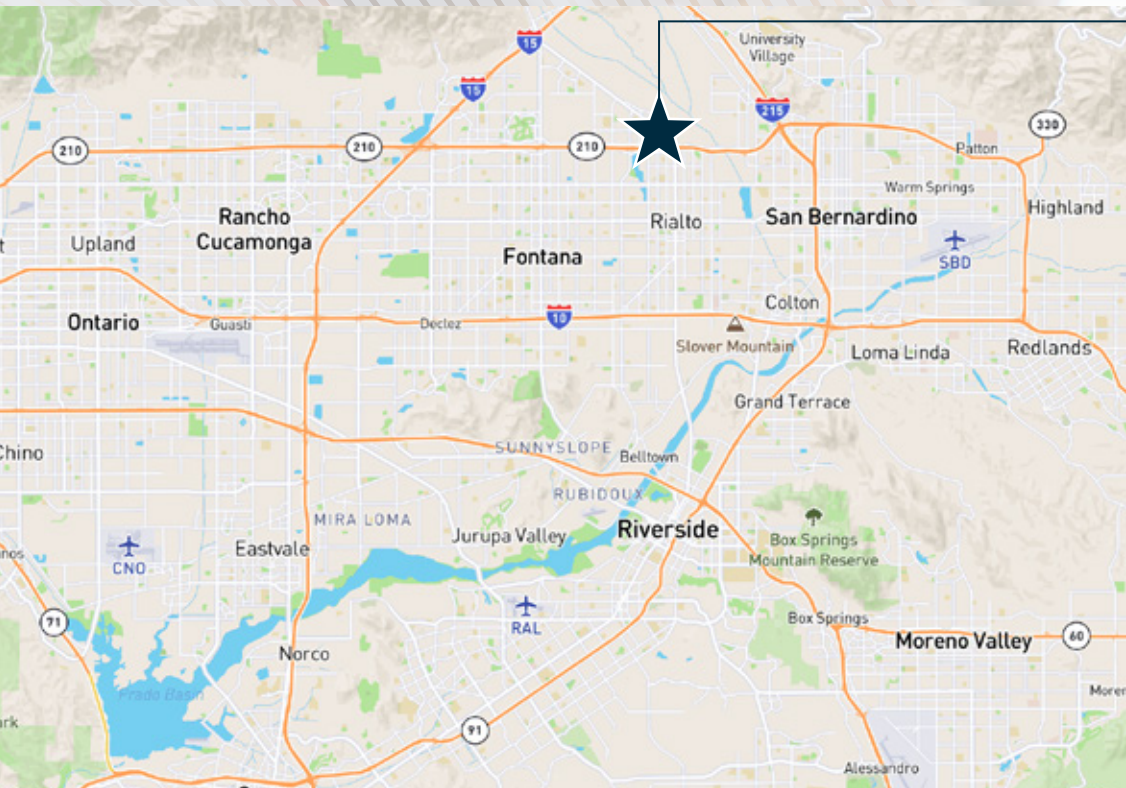 15
University
Village
15
215
330
210
210
210
Patton
Warm Springs
Rancho
Cucamonga
Rialto
San Bernardino
Highland
Upland
Fontana
SBD
Colton
Ontario
Guasti
Declez
10
Slover Mountain
Loma Linda
Redlands
Grand Terrace
SUNNYSLOPE
Belltown
Chino
RUBIDOUX
MIRA LOMA
Jurupa Valley
Riverside
Eastvale
Box Springs
Mountain Reserve
CNO
RAL
71
Box Springs
Moreno Valley
60
Norco
Prado Basin
91
Alessandro